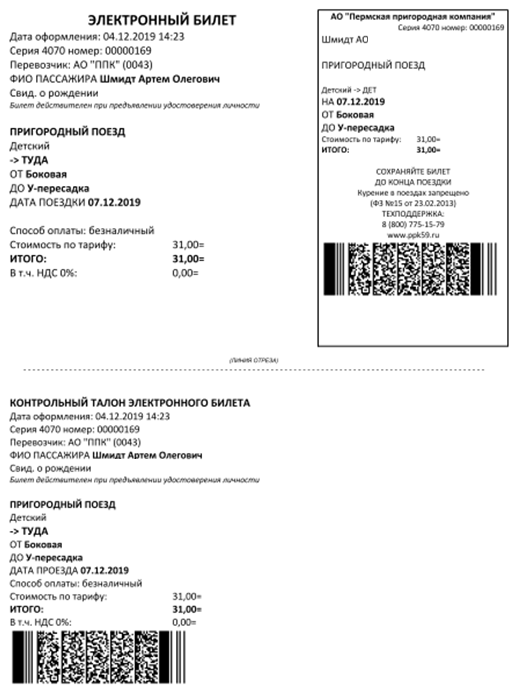 ЭЛЕКТРОННЫЙ БИЛЕТ
Дата оформления: 04.12.2019 14:23
Серия 4070 номер: 00000169
Перевозчик: АО "ППК" (0043)
ФИО ПАССАЖИРА Шмидт Артем Олегович
Свид. о рождении
Билет действителен при предъявлении удостоверения личности
ПРИГОРОДНЫЙ ПОЕЗД
Детский
-> ТУДА
ОТ Боковая
ДО У-пересадка
ДАТА ПОЕЗДКИ 07.12.2019
Способ оплаты: безналичный
Стоимость по тарифу: 31,00=
ИТОГО: 31,00=
В т.ч. НДС 0%: 0,00=
АО "Пермская пригородная компания"
Серия 4070 номер: 00000169
Шмидт АО
ПРИГОРОДНЫЙ ПОЕЗД
Детский -> ДЕТ
НА 07.12.2019
ОТ Боковая
ДО У-пересадка
Стоимость по тарифу: 31,00=
ИТОГО: 31,00=
СОХРАНЯЙТЕ БИЛЕТ
ДО КОНЦА ПОЕЗДКИ
Курение в поездах запрещено
(ФЗ №15 от 23.02.2013)
ТЕХПОДДЕРЖКА:
8 (800) 775-15-79
www.ppk59.ru
(ЛИНИЯ ОТРЕЗА)
КОНТРОЛЬНЫЙ ТАЛОН ЭЛЕКТРОННОГО БИЛЕТА
Дата оформления: 04.12.2019 14:23
Серия 4070 номер: 00000169
Перевозчик: АО "ППК" (0043)
ФИО ПАССАЖИРА Шмидт Артем Олегович
Свид. о рождении
Билет действителен при предъявлении удостоверения личности
ПРИГОРОДНЫЙ ПОЕЗД
Детский
-> ТУДА
ОТ Боковая
ДО У-пересадка
ДАТА ПРОЕЗДА 07.12.2019
Способ оплаты: безналичный
Стоимость по тарифу: 31,00=
ИТОГО: 31,00=
В т.ч. НДС 0%: 0,00=